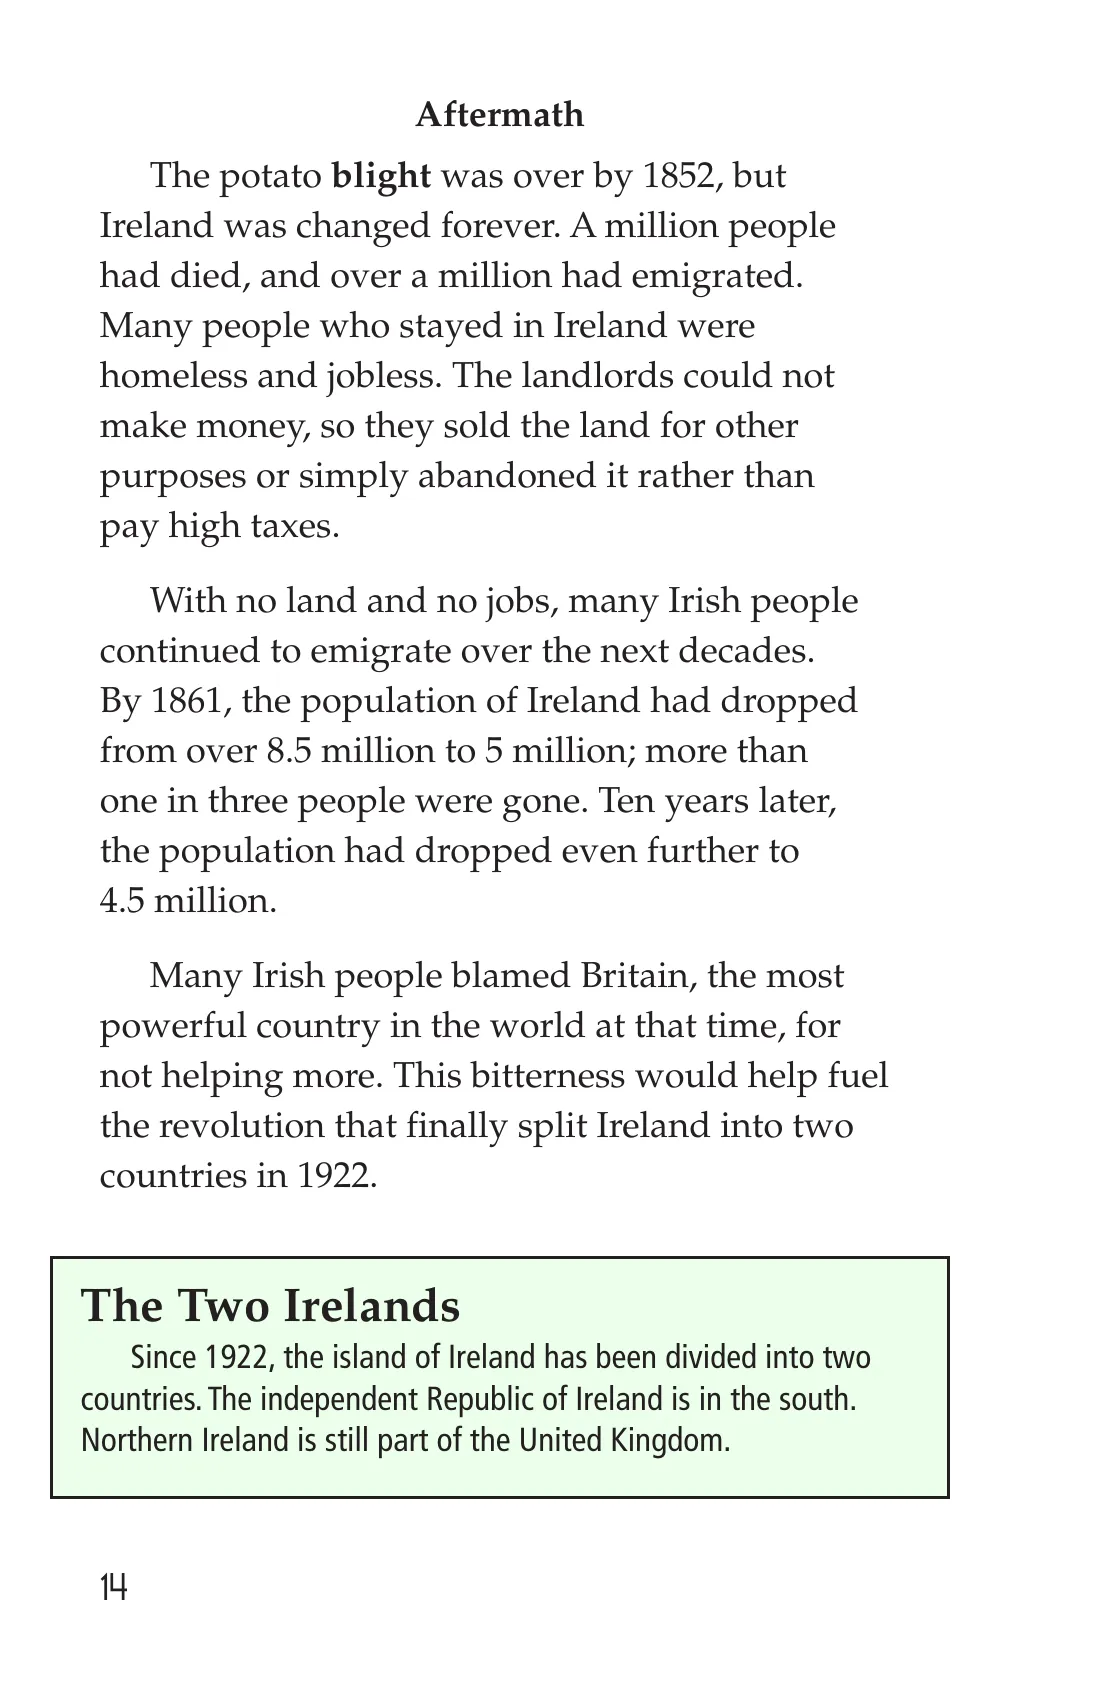 Aftermath
The potato blight was over by 1852, but
Ireland was changed forever. A million people
had died, and over a million had emigrated.
Many people who stayed in Ireland were
homeless and jobless. The landlords could not
make money, so they sold the land for other
purposes or simply abandoned it rather than
pay high taxes.
With no land and no jobs, many Irish people
continued to emigrate over the next decades.
By 1861, the population of Ireland had dropped
from over 8.5 million to 5 million; more than
one in three people were gone. Ten years later,
the population had dropped even further to
4.5 million.
Many Irish people blamed Britain, the most
powerful country in the world at that time, for
not helping more. This bitterness would help fuel
the revolution that finally split Ireland into two
countries in 1922.
The Two Irelands
Since 1922, the island of Ireland has been divided into two
countries. The independent Republic of Ireland is in the south.
Northern Ireland is still part of the United Kingdom.
14